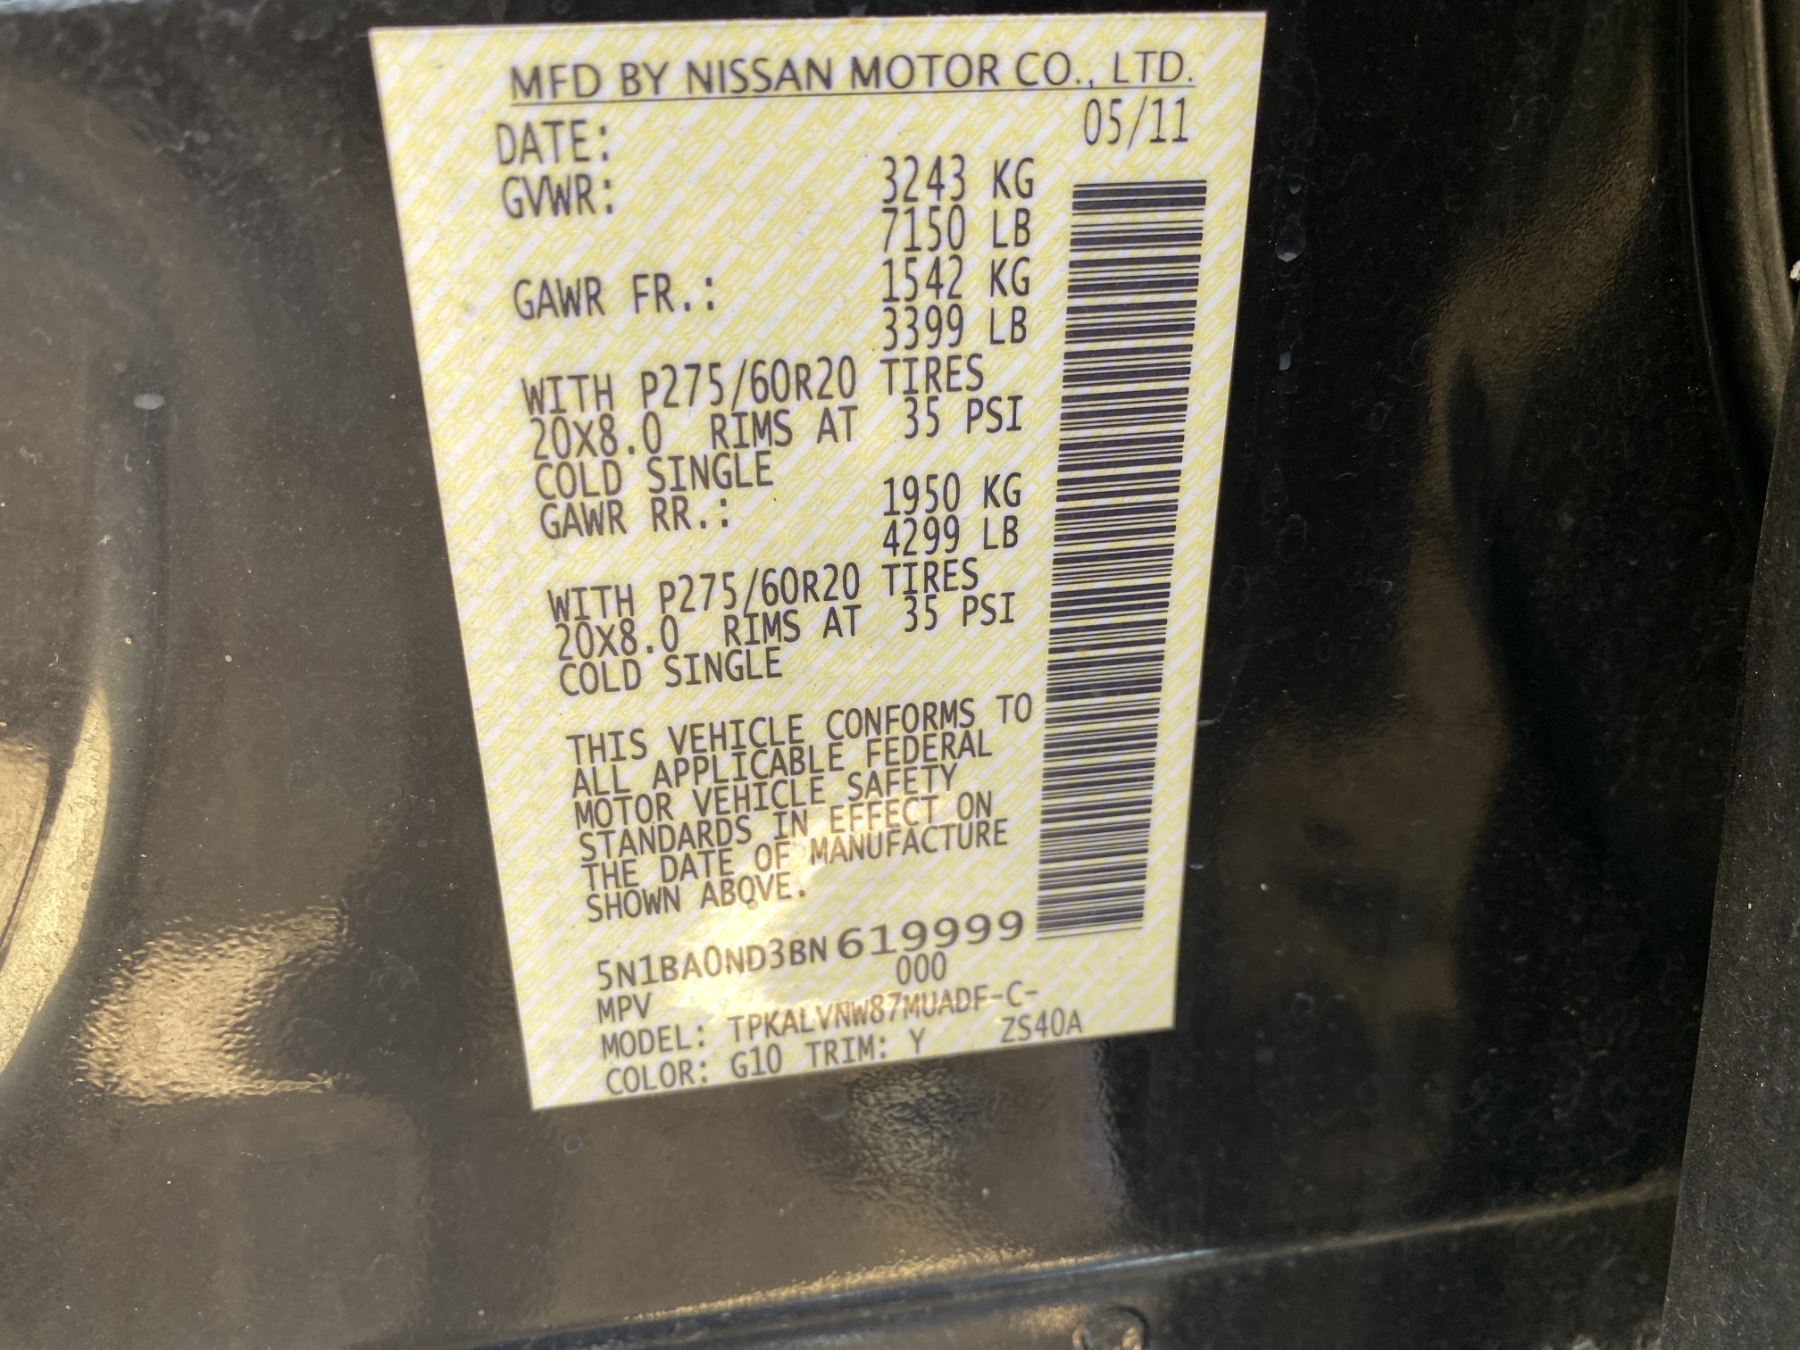 MFD BY NISSAN MOTOR CO., LTD.
DATE: 05/11
GVWR: 3243 KG
7150 LB
GAWR FR.: 1542 KG
3399 LB
WITH P275/60R20 TIRES
20X8.0 RIMS AT 35 PSI
COLD SINGLE
GAWR RR.: 1950 KG
4299 LB
WITH P275/60R20 TIRES
20X8.0 RIMS AT 35 PSI
COLD SINGLE
THIS VEHICLE CONFORMS TO
ALL APPLICABLE FEDERAL
MOTOR VEHICLE SAFETY
STANDARDS IN EFFECT ON
THE DATE OF MANUFACTURE
SHOWN ABOVE.
5N1BA0ND3BN619999
MPV 000
MODEL: TPKALVNW87MUADF-C-
COLOR: G10 TRIM: Y ZS40A